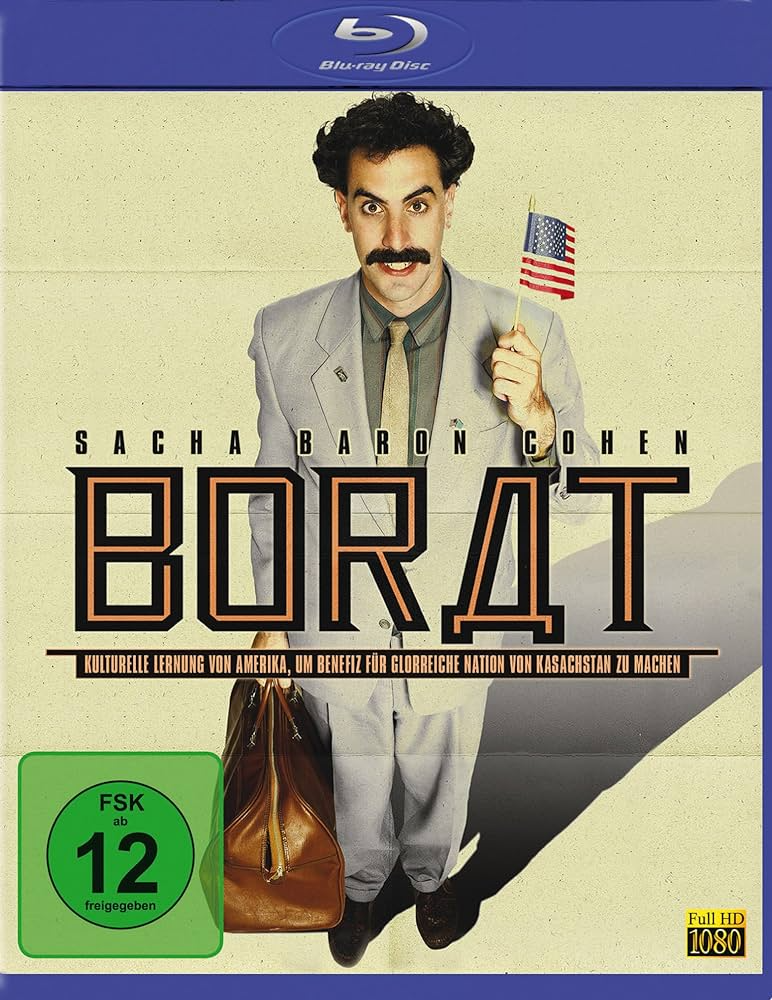 Blu-ray Disc
SACHA BARON COHEN
BORДT
KULTURELLE LERNUNG VON AMERIKA, UM BENEFIZ FÜR GLORREICHE NATION VON KASACHSTAN ZU MACHEN
FSK
ab
12
freigegeben
Full HD
1080